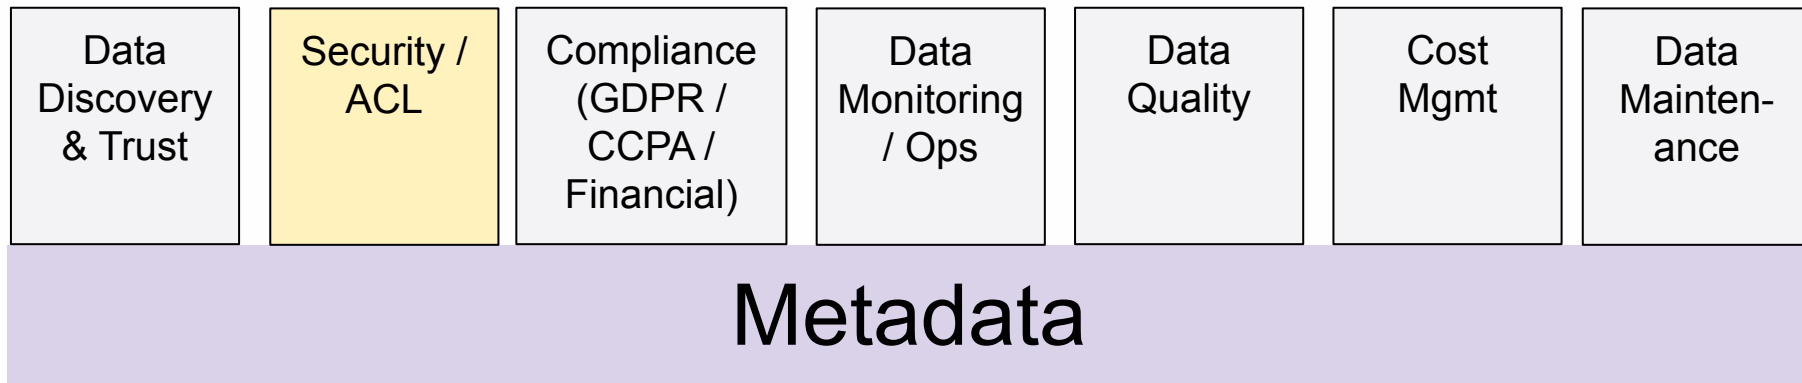 Data
Discovery
& Trust
Security /
ACL
Compliance
(GDPR /
CCPA /
Financial)
Data
Monitoring
/ Ops
Data
Quality
Cost
Mgmt
Data
Mainten-
ance
Metadata